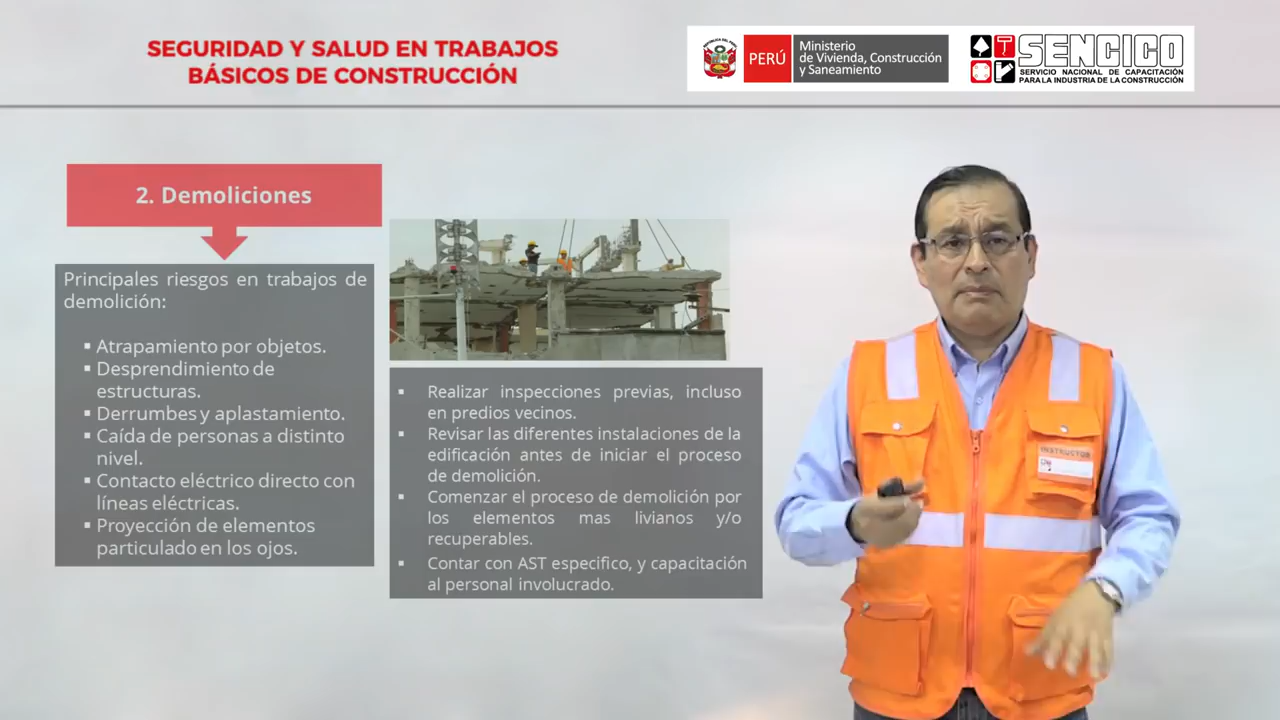 SEGURIDAD Y SALUD EN TRABAJOS
BÁSICOS DE CONSTRUCCIÓN
PERÚ
Ministerio
de Vivienda, Construcción
y Saneamiento
SENCICO
SERVICIO NACIONAL DE CAPACITACIÓN
PARA LA INDUSTRIA DE LA CONSTRUCCIÓN
2. Demoliciones
Principales riesgos en trabajos de
demolición:
▪ Atrapamiento por objetos.
▪ Desprendimiento de
estructuras.
▪ Derrumbes y aplastamiento.
▪ Caída de personas a distinto
nivel.
▪ Contacto eléctrico directo con
líneas eléctricas.
▪ Proyección de elementos
particulado en los ojos.
▪ Realizar inspecciones previas, incluso
en predios vecinos.
▪ Revisar las diferentes instalaciones de la
edificación antes de iniciar el proceso
de demolición.
▪ Comenzar el proceso de demolición por
los elementos mas livianos y/o
recuperables.
▪ Contar con AST especifico, y capacitación
al personal involucrado.
INSTRUCTOR